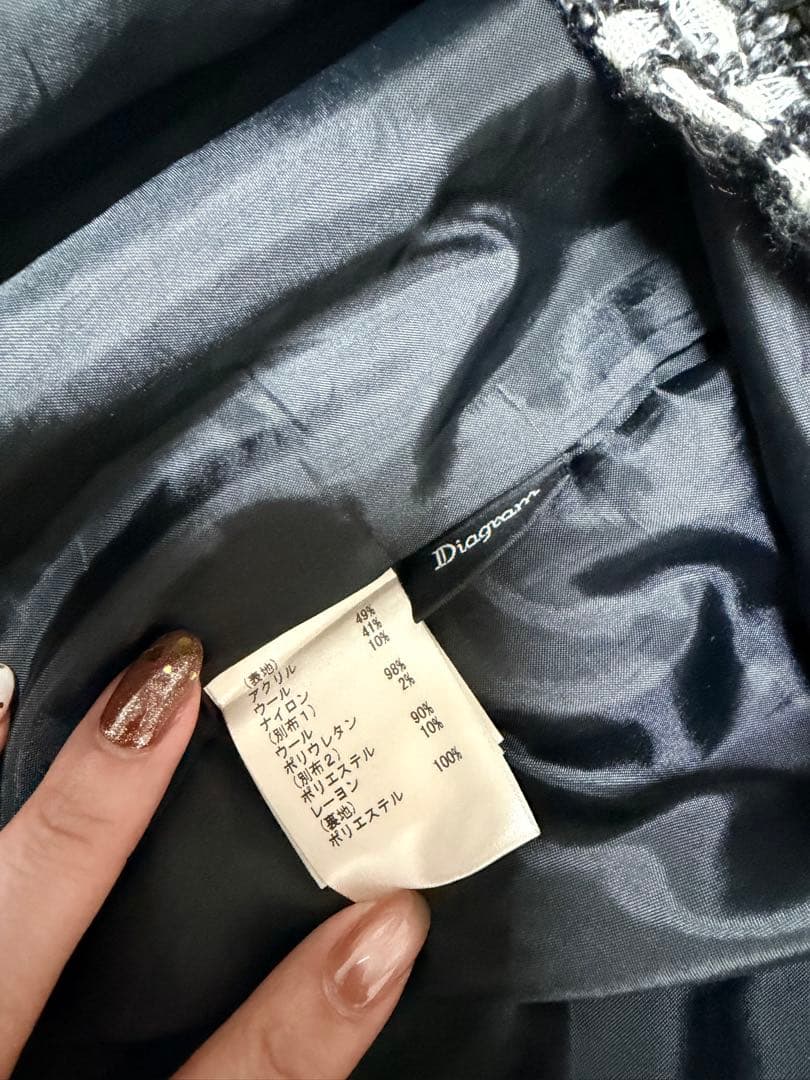 Diagram
(表地)
アクリル 49%
ウール 41%
ナイロン 10%
(別布1)
ウール 98%
ポリウレタン 2%
(別布2)
ポリエステル 90%
レーヨン 10%
(裏地)
ポリエステル 100%